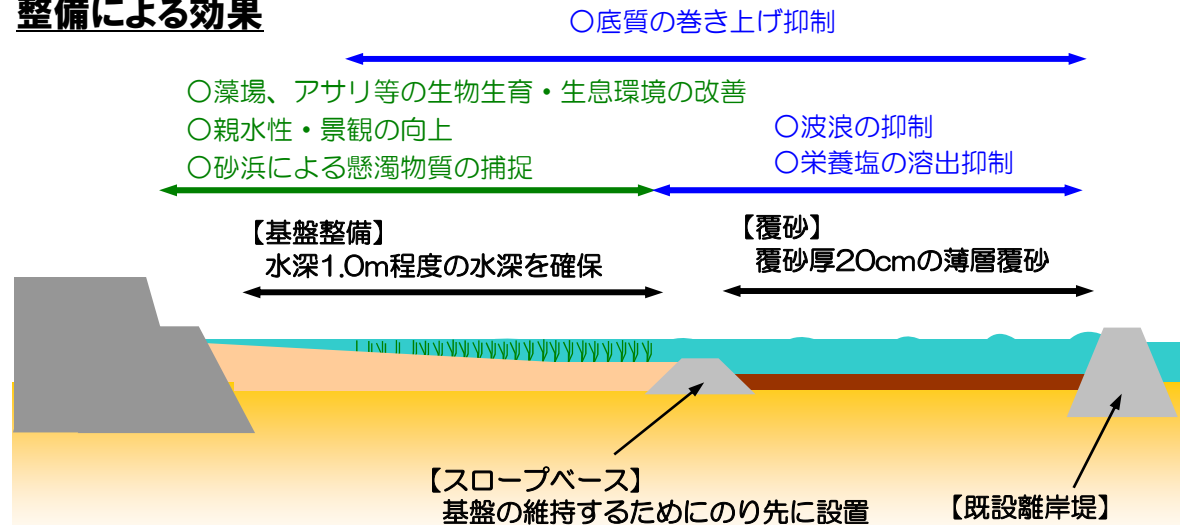 整備による効果
○底質の巻き上げ抑制
○藻場、アサリ等の生物生育・生息環境の改善
○親水性・景観の向上
○砂浜による懸濁物質の捕捉
○波浪の抑制
○栄養塩の溶出抑制
【基盤整備】
水深1.0m程度の水深を確保
【覆砂】
覆砂厚20cmの薄層覆砂
【スロープベース】
基盤の維持するためにのり先に設置
【既設離岸堤】